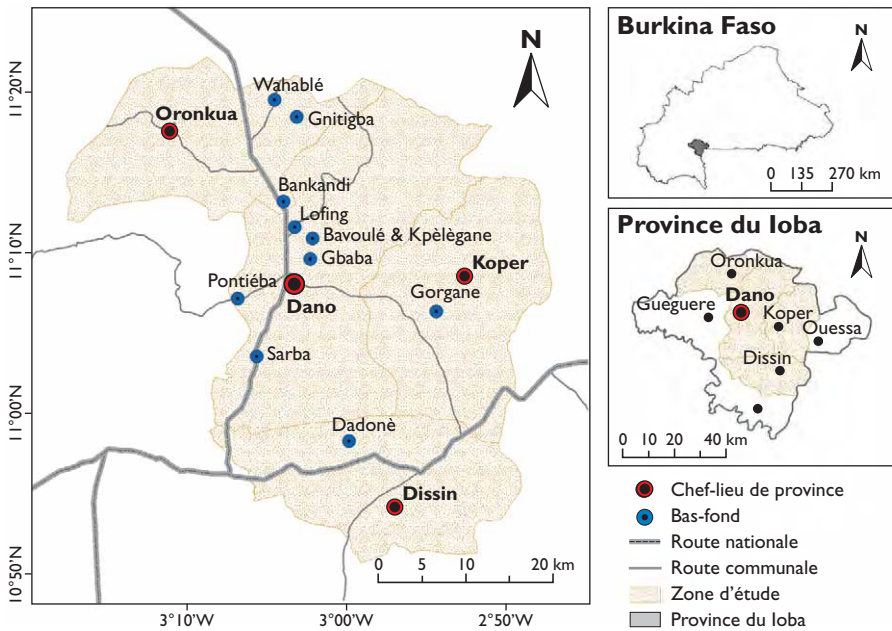 N
11°20'N
11°10'N
11°00'N
10°50'N
3°10'W
3°00'W
2°50'W
Wahablé
Gnitigba
Oronkua
Bankandi
Lofing
Bavoulé & Kpèlègane
Gbaba
Koper
Pontiéba
Dano
Gorgane
Sarba
Dadonè
Dissin
0 5 10 20 km
Burkina Faso
N
0 135 270 km
Province du Ioba
N
Oronkua
Dano
Gueguere
Koper
Ouessa
Dissin
0 10 20 40 km
Chef-lieu de province
Bas-fond
Route nationale
Route communale
Zone d'étude
Province du Ioba